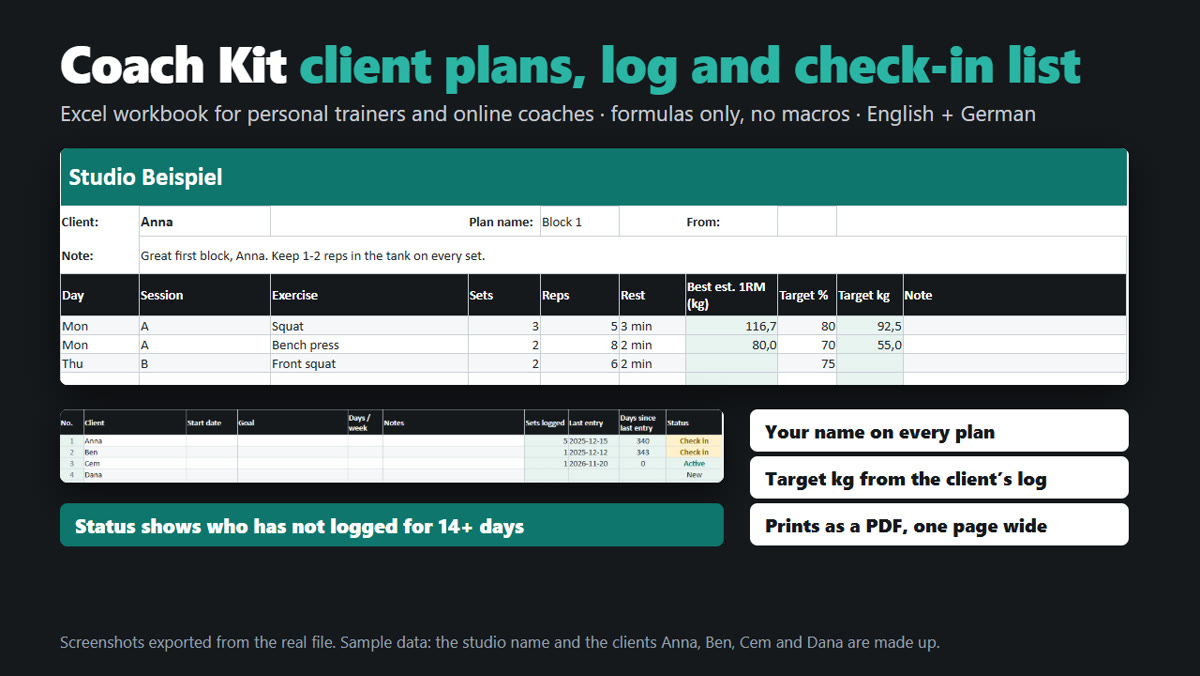 Coach Kit client plans, log and check-in list
Excel workbook for personal trainers and online coaches · formulas only, no macros · English + German
Studio Beispiel
Client: Anna Plan name: Block 1 From:
Note: Great first block, Anna. Keep 1-2 reps in the tank on every set.
Day Session Exercise Sets Reps Rest Best est. 1RM (kg) Target % Target kg Note
Mon A Squat 3 5 3 min 116,7 80 92,5
Mon A Bench press 2 8 2 min 80,0 70 55,0
Thu B Front squat 2 6 2 min 75
No. Client Start date Goal Days / week Notes Sets logged Last entry Days since last entry Status
1 Anna 5 2025-12-15 340 Check in
2 Ben 1 2025-12-12 343 Check in
3 Cem 1 2026-11-20 0 Active
4 Dana New
Status shows who has not logged for 14+ days
Your name on every plan
Target kg from the client’s log
Prints as a PDF, one page wide
Screenshots exported from the real file. Sample data: the studio name and the clients Anna, Ben, Cem and Dana are made up.